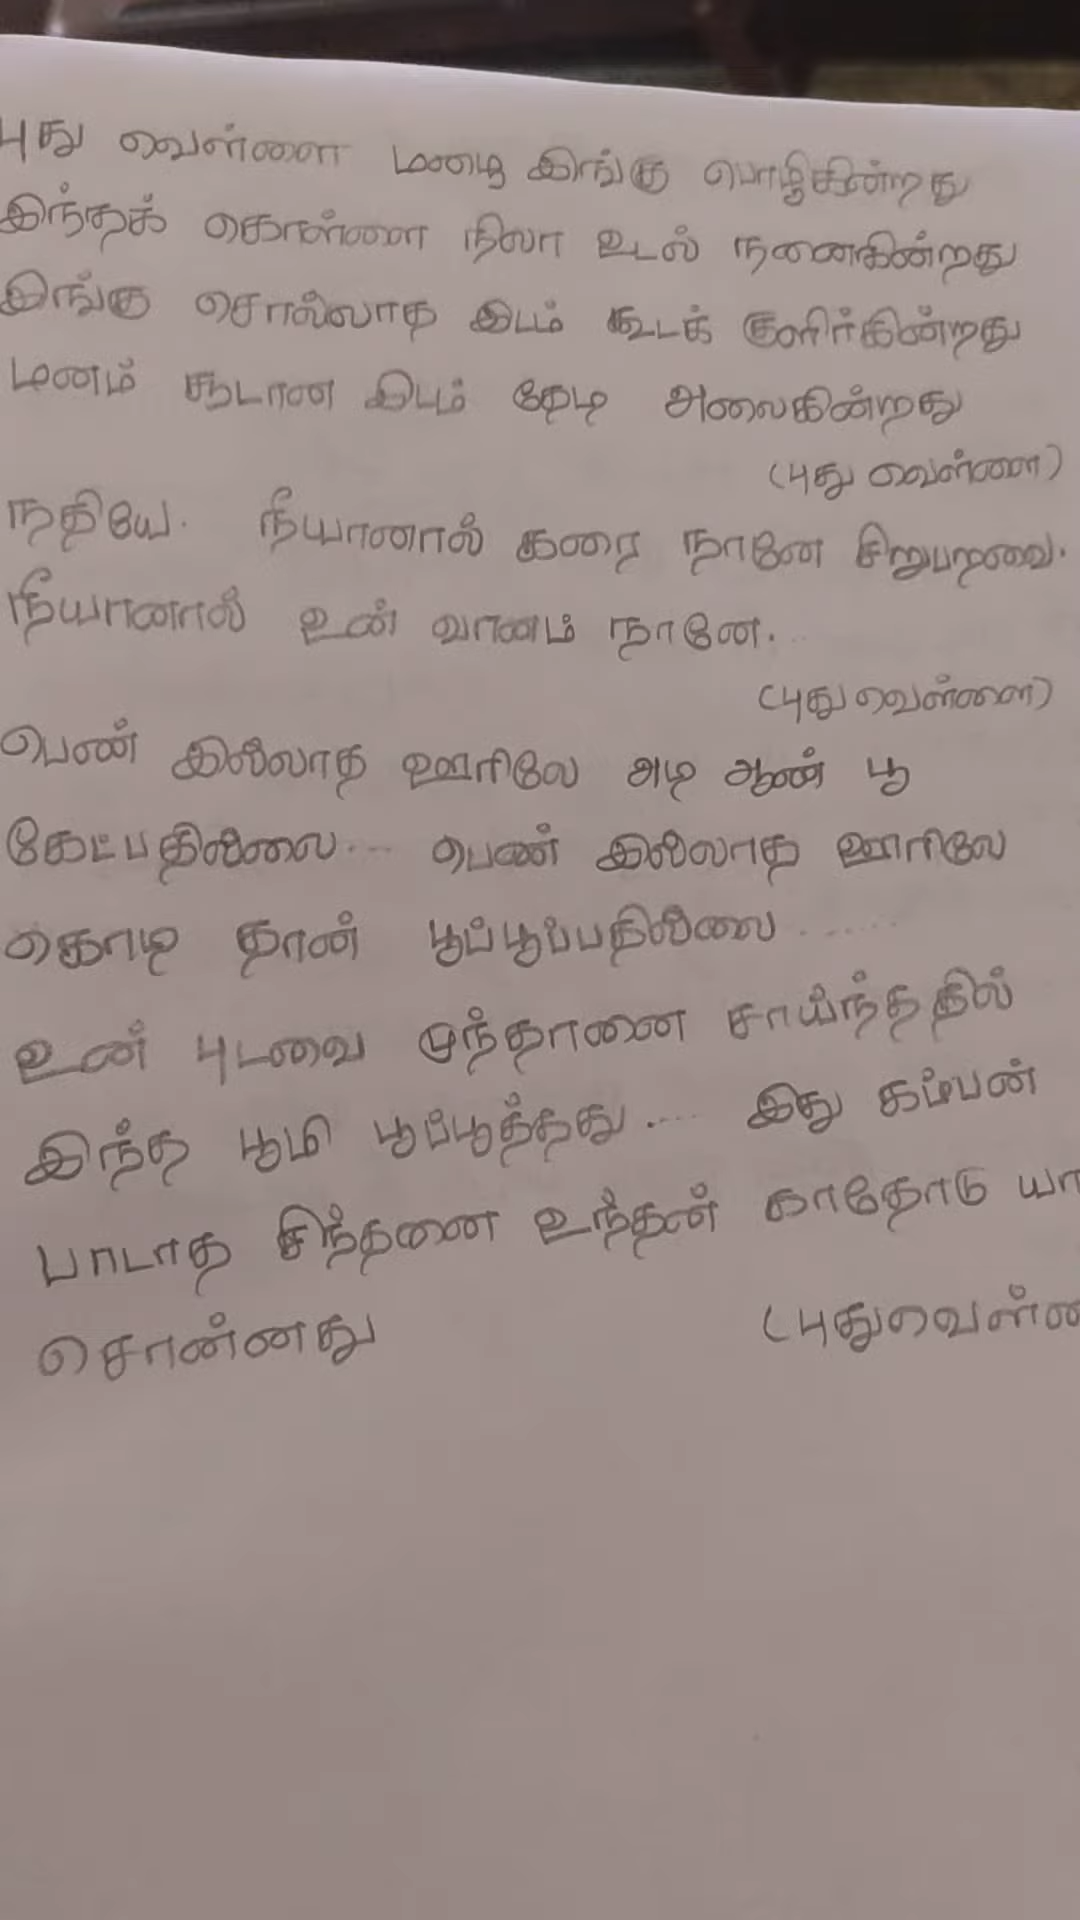 புது வெள்ளை மழை இங்கு பொழிகின்றது
இந்தக் கொள்ளை நிலா உடல் நனைகின்றது
இங்கு சொல்லாத இடம் கூடக் குளிர்கின்றது
மனம் சூடான இடம் தேடி அலைகின்றது
(புது வெள்ளை)
நதியே. நீயானால் கரை நானே சிறுபறவை.
நீயானால் உன் வானம் நானே.
(புது வெள்ளை)
பெண் இல்லாத ஊரிலே அடி ஆண் பூ
கேட்பதில்லை... பெண் இல்லாத ஊரிலே
கொடி தான் பூப்பூப்பதில்லை......
உன் புடவை முந்தானை சாய்ந்ததில்
இந்த பூமி பூப்பூத்தது.... இது கம்பன்
பாடாத சிந்தனை உந்தன் காதோடு யா
சொன்னது
(புதுவெள்ள